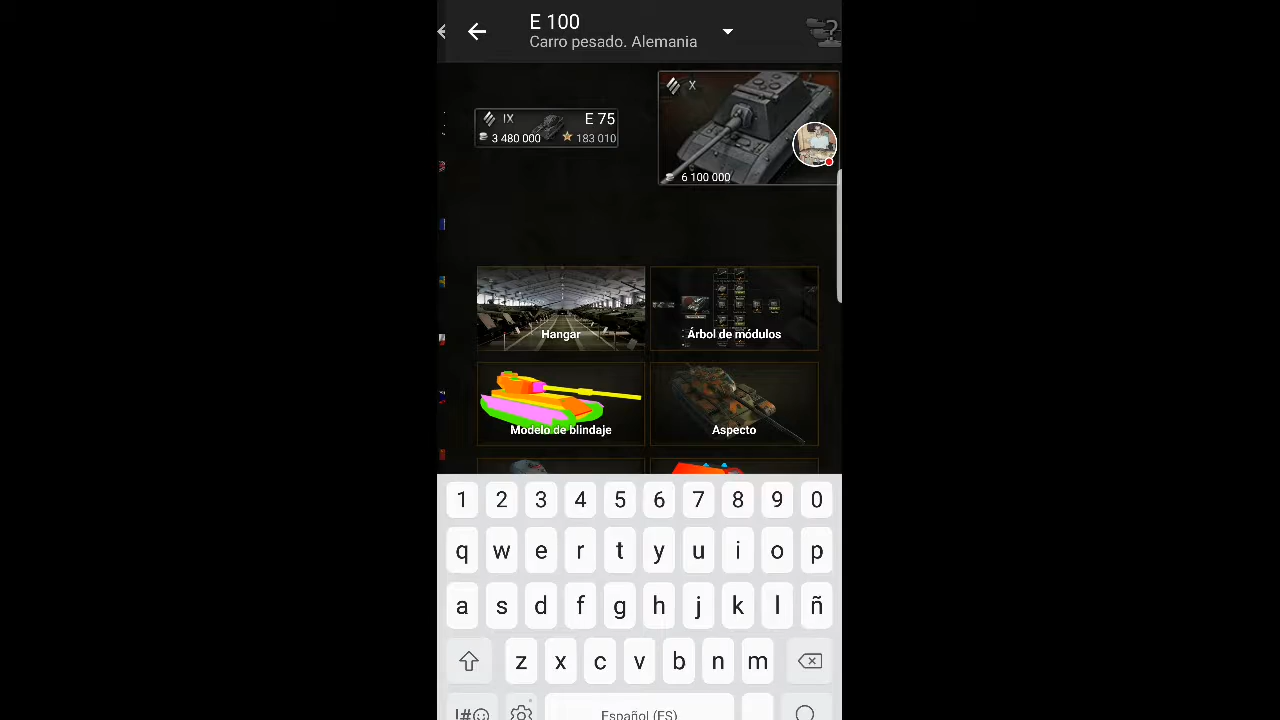 E 100
Carro pesado. Alemania
IX
E 75
3 480 000
183 010
X
6 100 000
Hangar
Árbol de módulos
Modelo de blindaje
Aspecto
1 2 3 4 5 6 7 8 9 0
q w e r t y u i o p
a s d f g h j k l ñ
z x c v b n m
!#
Español (ES)